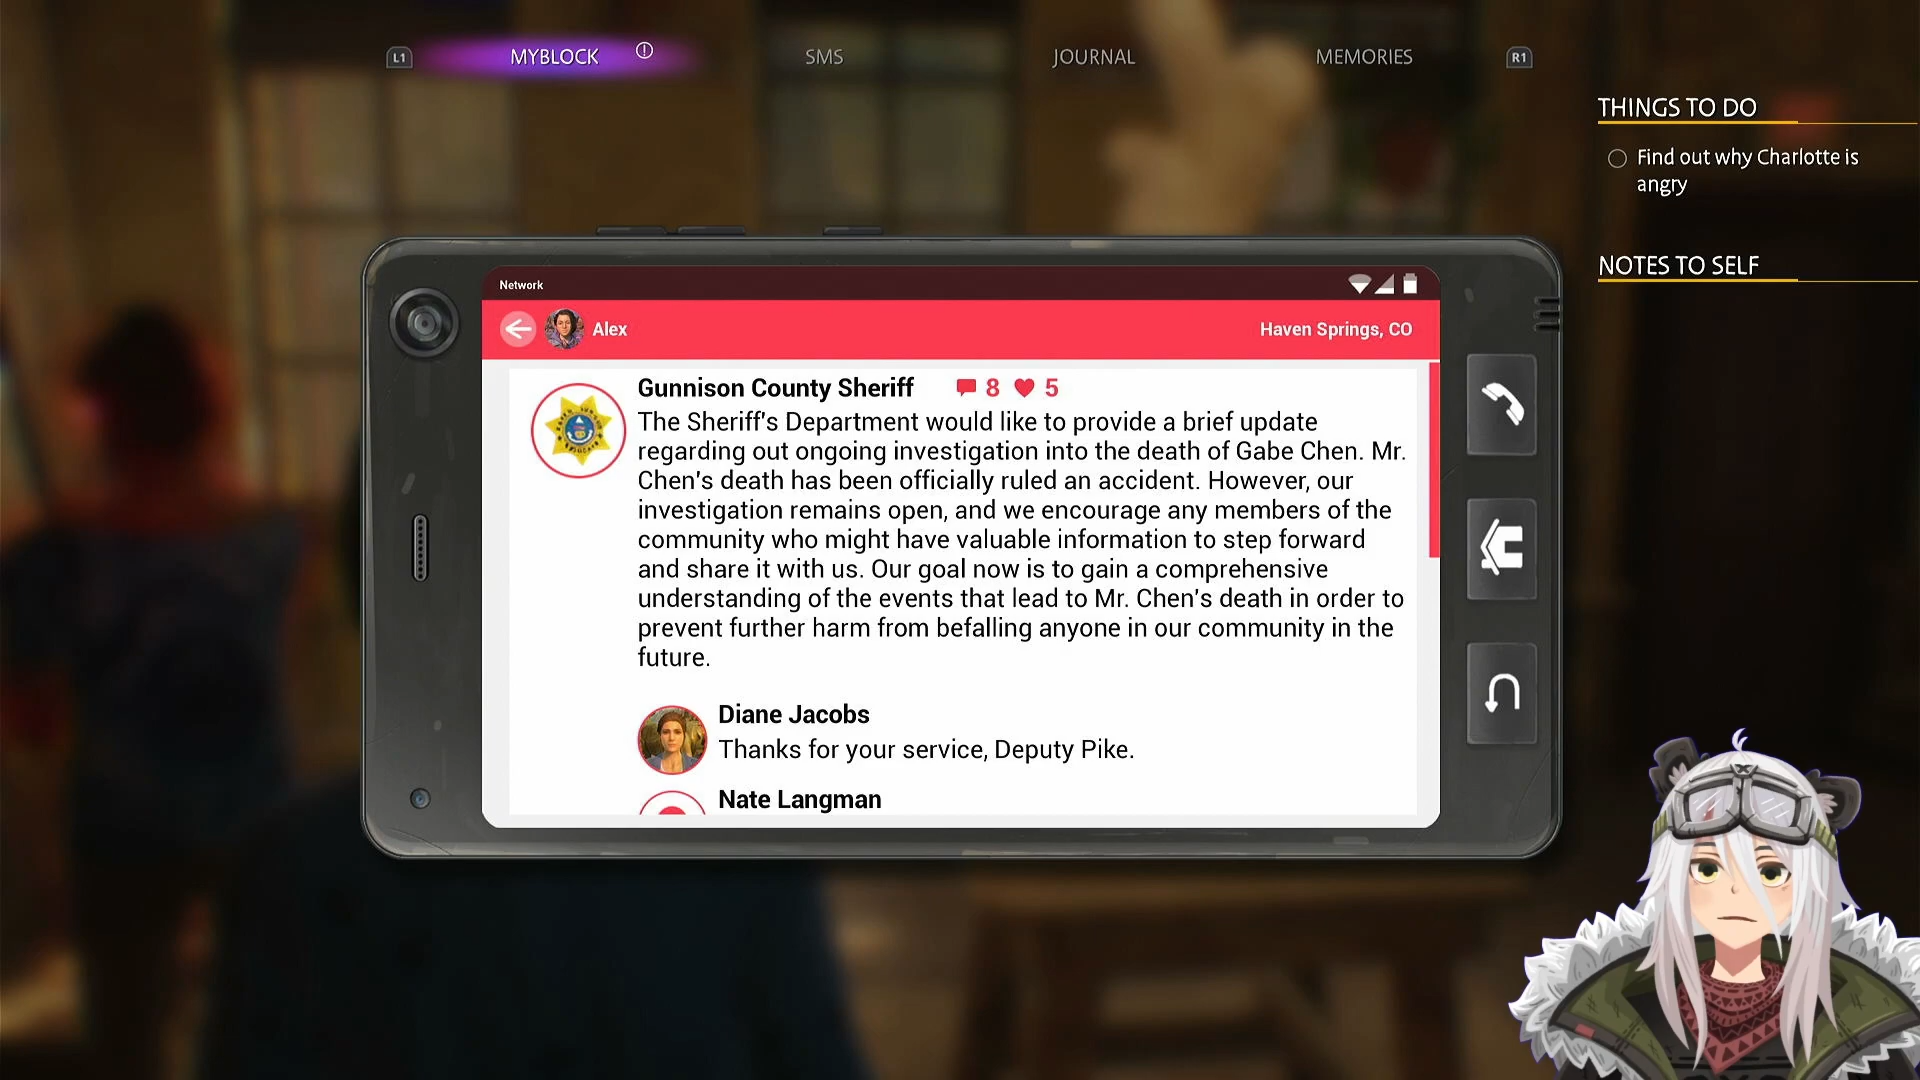 L1
MYBLOCK
SMS
JOURNAL
MEMORIES
R1
THINGS TO DO
Find out why Charlotte is
angry
NOTES TO SELF
Network
Alex
Haven Springs, CO
Gunnison County Sheriff 8 5
The Sheriff's Department would like to provide a brief update
regarding out ongoing investigation into the death of Gabe Chen. Mr.
Chen's death has been officially ruled an accident. However, our
investigation remains open, and we encourage any members of the
community who might have valuable information to step forward
and share it with us. Our goal now is to gain a comprehensive
understanding of the events that lead to Mr. Chen's death in order to
prevent further harm from befalling anyone in our community in the
future.
Diane Jacobs
Thanks for your service, Deputy Pike.
Nate Langman